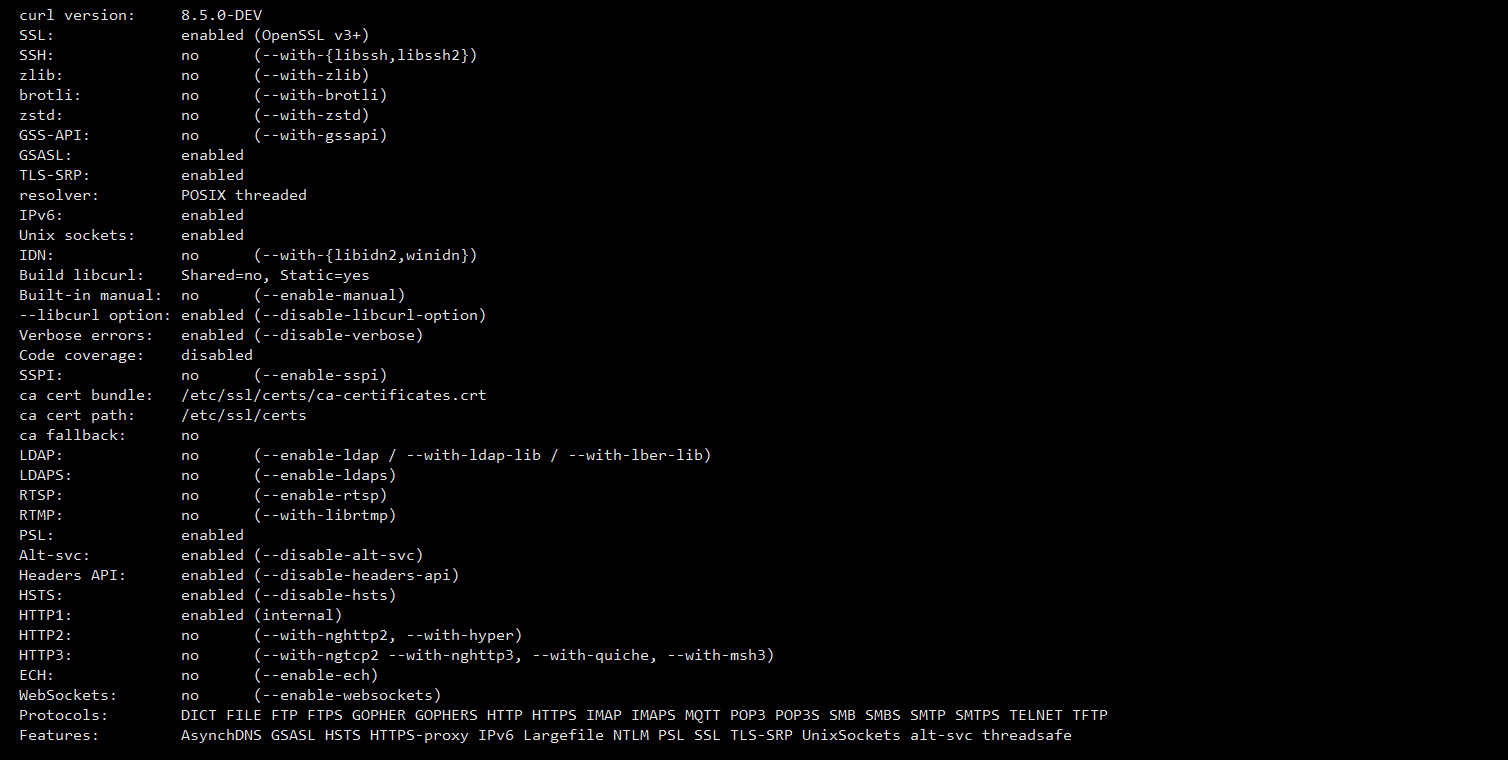 curl version:     8.5.0-DEV
SSL:              enabled (OpenSSL v3+)
SSH:              no      (--with-{libssh,libssh2})
zlib:             no      (--with-zlib)
brotli:           no      (--with-brotli)
zstd:             no      (--with-zstd)
GSS-API:          no      (--with-gssapi)
GSASL:            enabled
TLS-SRP:          enabled
resolver:         POSIX threaded
IPv6:             enabled
Unix sockets:     enabled
IDN:              no      (--with-{libidn2,winidn})
Build libcurl:    Shared=no, Static=yes
Built-in manual:  no      (--enable-manual)
--libcurl option: enabled (--disable-libcurl-option)
Verbose errors:   enabled (--disable-verbose)
Code coverage:    disabled
SSPI:             no      (--enable-sspi)
ca cert bundle:   /etc/ssl/certs/ca-certificates.crt
ca cert path:     /etc/ssl/certs
ca fallback:      no
LDAP:             no      (--enable-ldap / --with-ldap-lib / --with-lber-lib)
LDAPS:            no      (--enable-ldaps)
RTSP:             no      (--enable-rtsp)
RTMP:             no      (--with-librtmp)
PSL:              enabled
Alt-svc:          enabled (--disable-alt-svc)
Headers API:      enabled (--disable-headers-api)
HSTS:             enabled (--disable-hsts)
HTTP1:            enabled (internal)
HTTP2:            no      (--with-nghttp2, --with-hyper)
HTTP3:            no      (--with-ngtcp2 --with-nghttp3, --with-quiche, --with-msh3)
ECH:              no      (--enable-ech)
WebSockets:       no      (--enable-websockets)
Protocols:        DICT FILE FTP FTPS GOPHER GOPHERS HTTP HTTPS IMAP IMAPS MQTT POP3 POP3S SMB SMBS SMTP SMTPS TELNET TFTP
Features:         AsynchDNS GSASL HSTS HTTPS-proxy IPv6 Largefile NTLM PSL SSL TLS-SRP UnixSockets alt-svc threadsafe